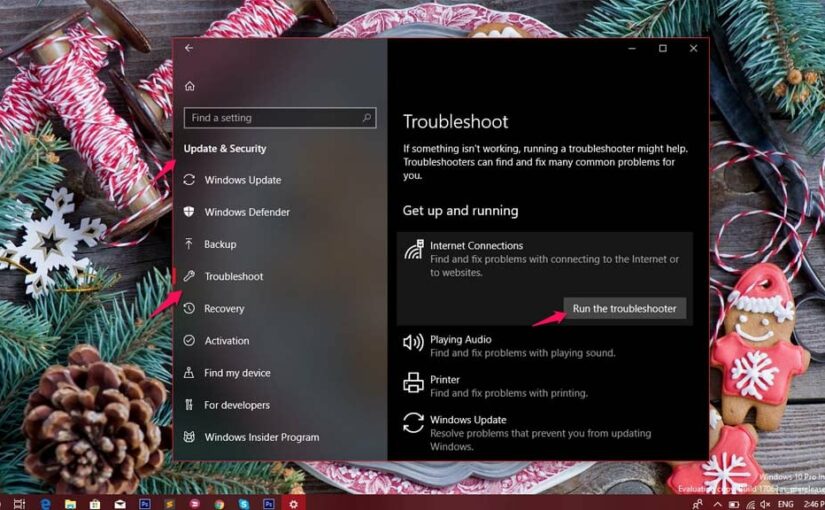 Find a setting
Update & Security
Windows Update
Windows Defender
Backup
Troubleshoot
Recovery
Activation
Find my device
For developers
Windows Insider Program
Troubleshoot
If something isn't working, running a troubleshooter might help.
Troubleshooters can find and fix many common problems for
you.
Get up and running
Internet Connections
Find and fix problems with connecting to the Internet or
to websites.
Run the troubleshooter
Playing Audio
Find and fix problems with playing sound.
Printer
Find and fix problems with printing.
Windows Update
Resolve problems that prevent you from updating
Windows.
Windows 10 Pro In
Evaluation copy. Build
ENG
2:46 P